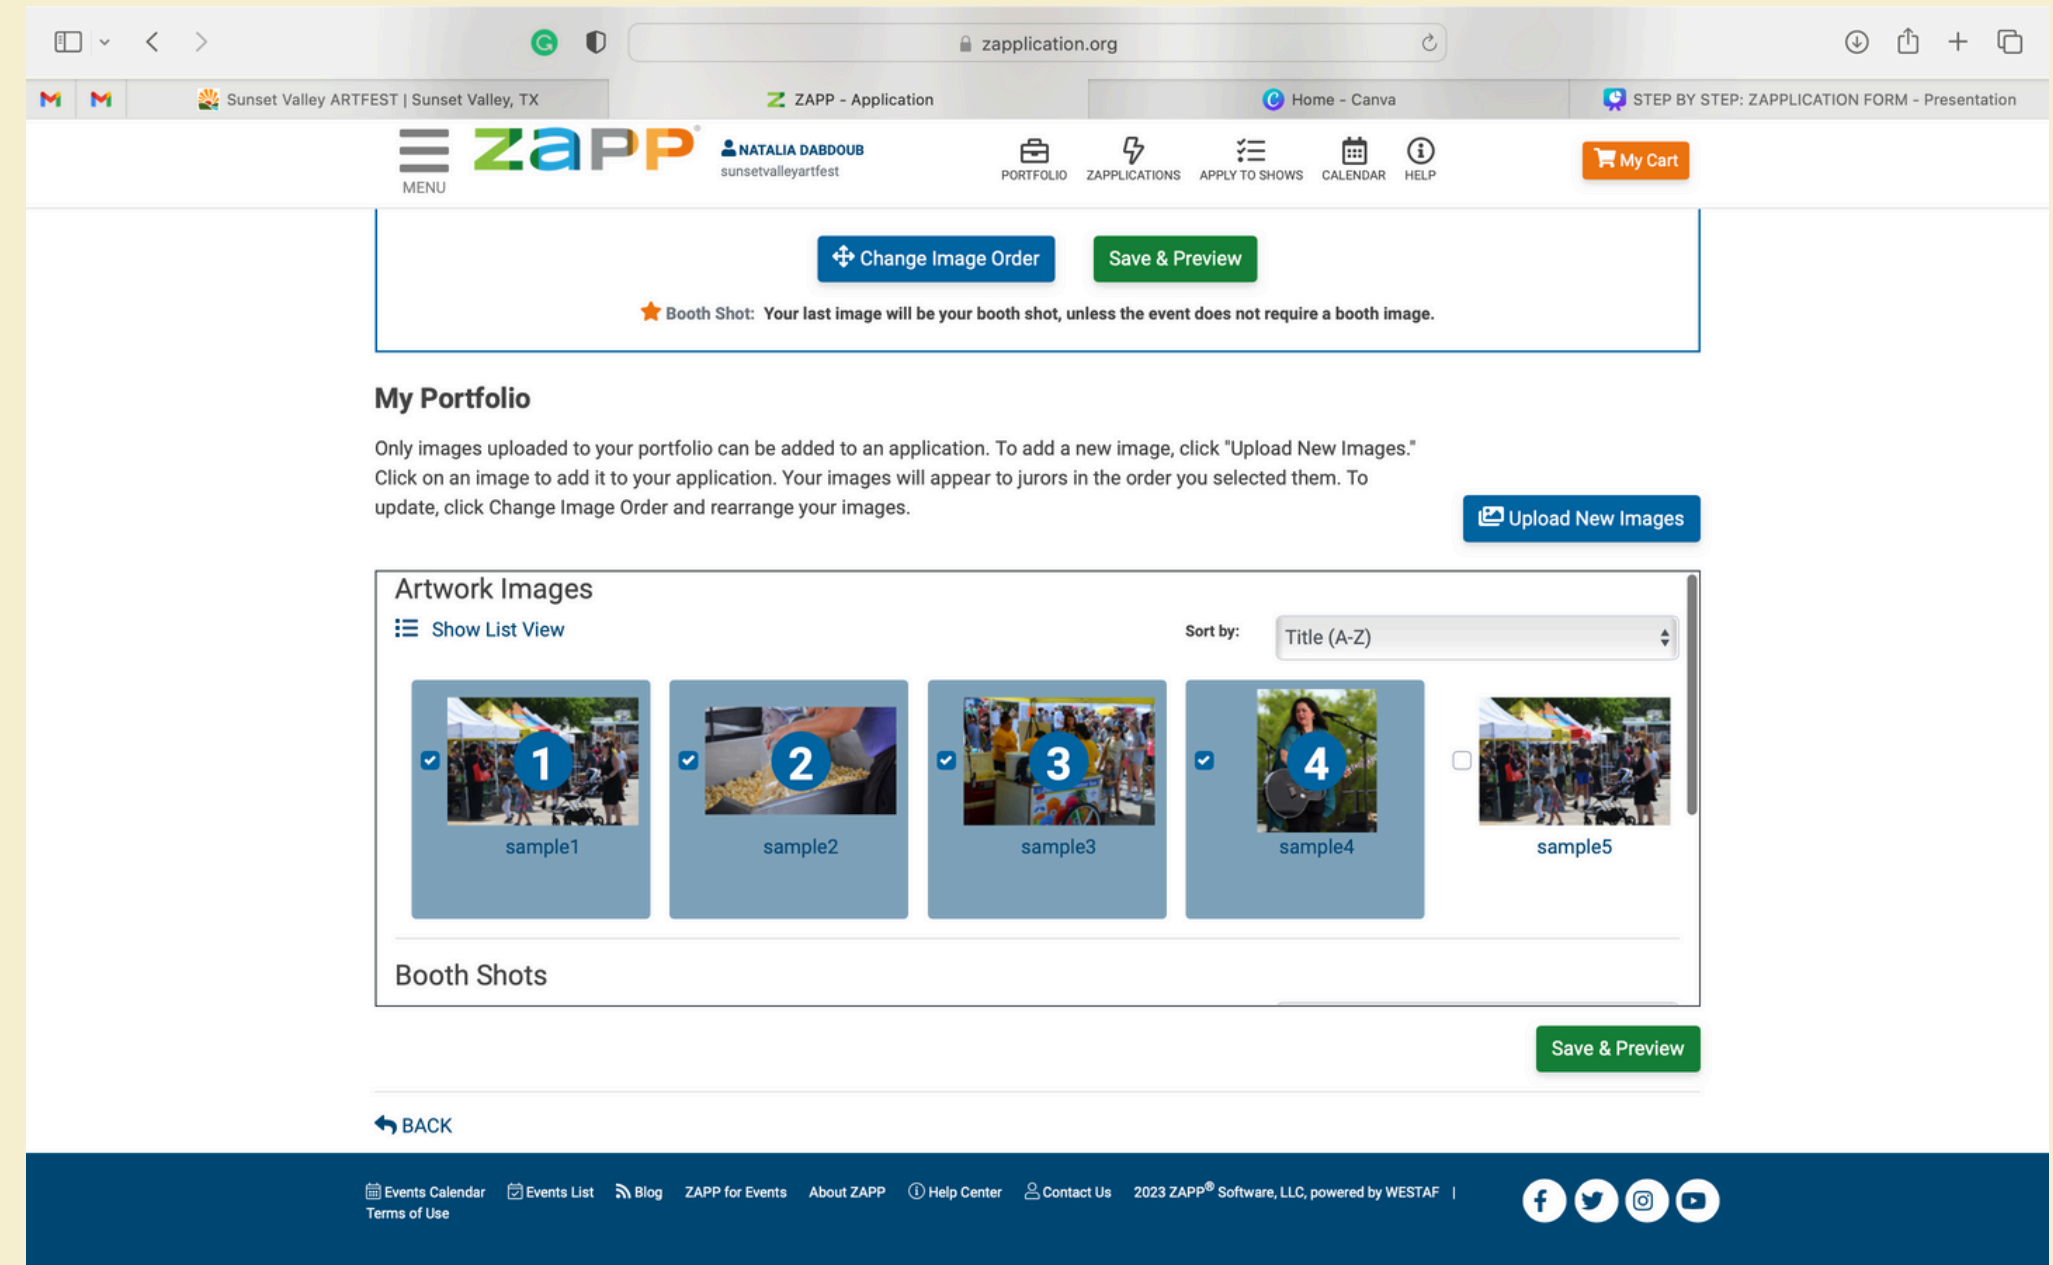 zapplication.org
Sunset Valley ARTFEST | Sunset Valley, TX
ZAPP - Application
Home - Canva
STEP BY STEP: ZAPPLICATION FORM - Presentation
MENU
zapp®
NATALIA DABDOUB
sunsetvalleyartfest
PORTFOLIO
ZAPPLICATIONS
APPLY TO SHOWS
CALENDAR
HELP
My Cart
Change Image Order
Save & Preview
Booth Shot: Your last image will be your booth shot, unless the event does not require a booth image.
My Portfolio
Only images uploaded to your portfolio can be added to an application. To add a new image, click "Upload New Images."
Click on an image to add it to your application. Your images will appear to jurors in the order you selected them. To
update, click Change Image Order and rearrange your images.
Upload New Images
Artwork Images
Show List View
Sort by:
Title (A-Z)
1
2
3
4
sample1
sample2
sample3
sample4
sample5
Booth Shots
Save & Preview
BACK
Events Calendar
Events List
Blog
ZAPP for Events
About ZAPP
Help Center
Contact Us
2023 ZAPP® Software, LLC, powered by WESTAF |
Terms of Use